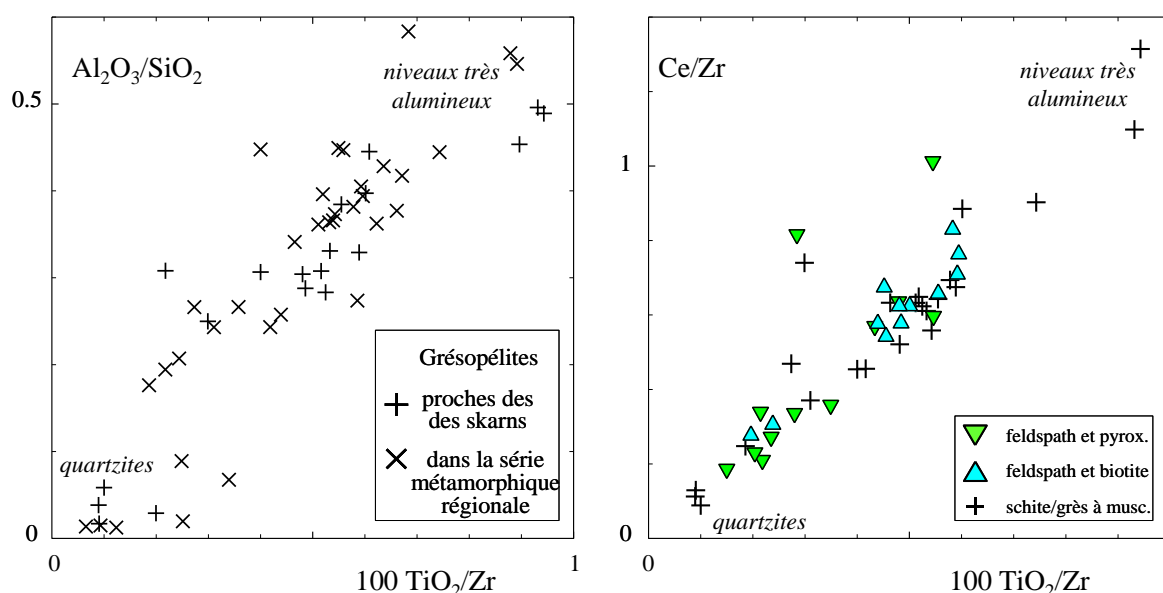 Al₂O₃/SiO₂
niveaux très
alumineux
0.5
Grésopélites
proches des
des skarns
dans la série
métamorphique
régionale
quartzites
0
0
1
100 TiO₂/Zr
Ce/Zr
niveaux très
alumineux
1
feldspath et pyrox.
feldspath et biotite
schite/grès à musc.
quartzites
0
0
100 TiO₂/Zr